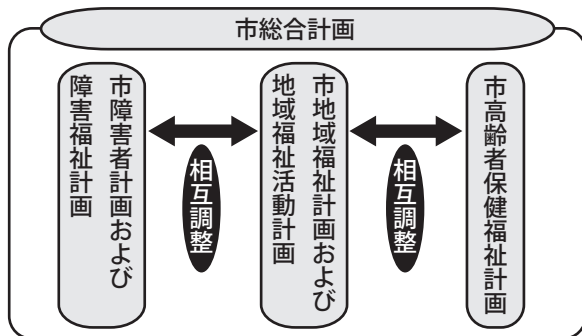 市総合計画
市障害者計画および
障害福祉計画
相互調整
市地域福祉計画および
地域福祉活動計画
相互調整
市高齢者保健福祉計画